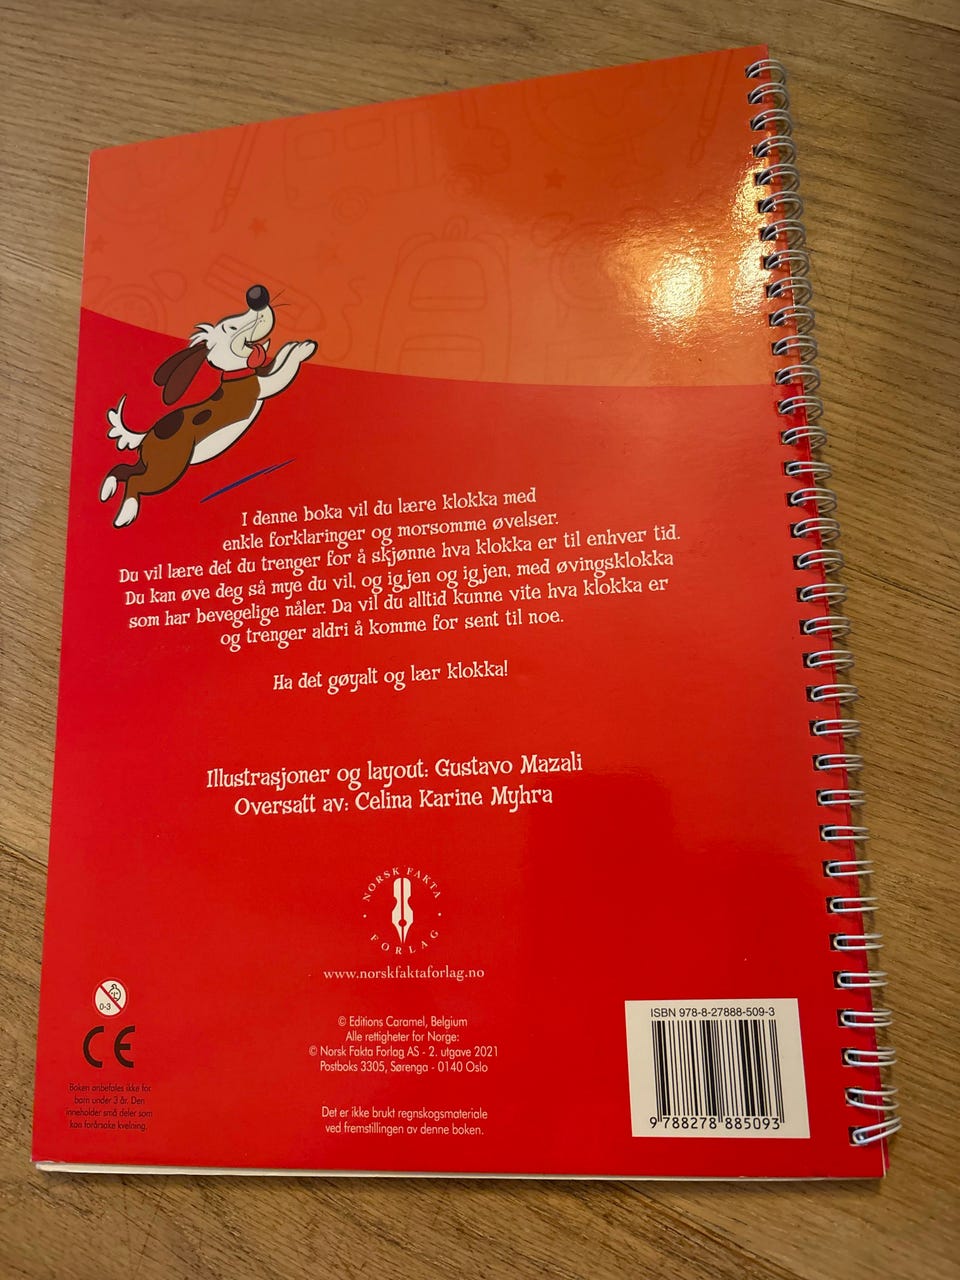 I denne boka vil du lære klokka med
enkle forklaringer og morsomme øvelser.
Du vil lære det du trenger for å skjønne hva klokka er til enhver tid.
Du kan øve deg så mye du vil, og igjen og igjen, med øvingsklokka
som har bevegelige nåler. Da vil du alltid kunne vite hva klokka er
og trenger aldri å komme for sent til noe.
Ha det gøyalt og lær klokka!
Illustrasjoner og layout: Gustavo Mazali
Oversatt av: Celina Karine Myhra
NORSK FAKTA
FORLAG
www.norskfaktaforlag.no
© Editions Caramel, Belgium
Alle rettigheter for Norge:
© Norsk Fakta Forlag AS - 2. utgave 2021
Postboks 3305, Sørenga - 0140 Oslo
Det er ikke brukt regnskogsmateriale
ved fremstillingen av denne boken.
0-3
CE
Boken anbefales ikke for
barn under 3 år. Den
inneholder små deler som
kan forårsake kvelning.
ISBN 978-8-27888-509-3
9 788278 885093